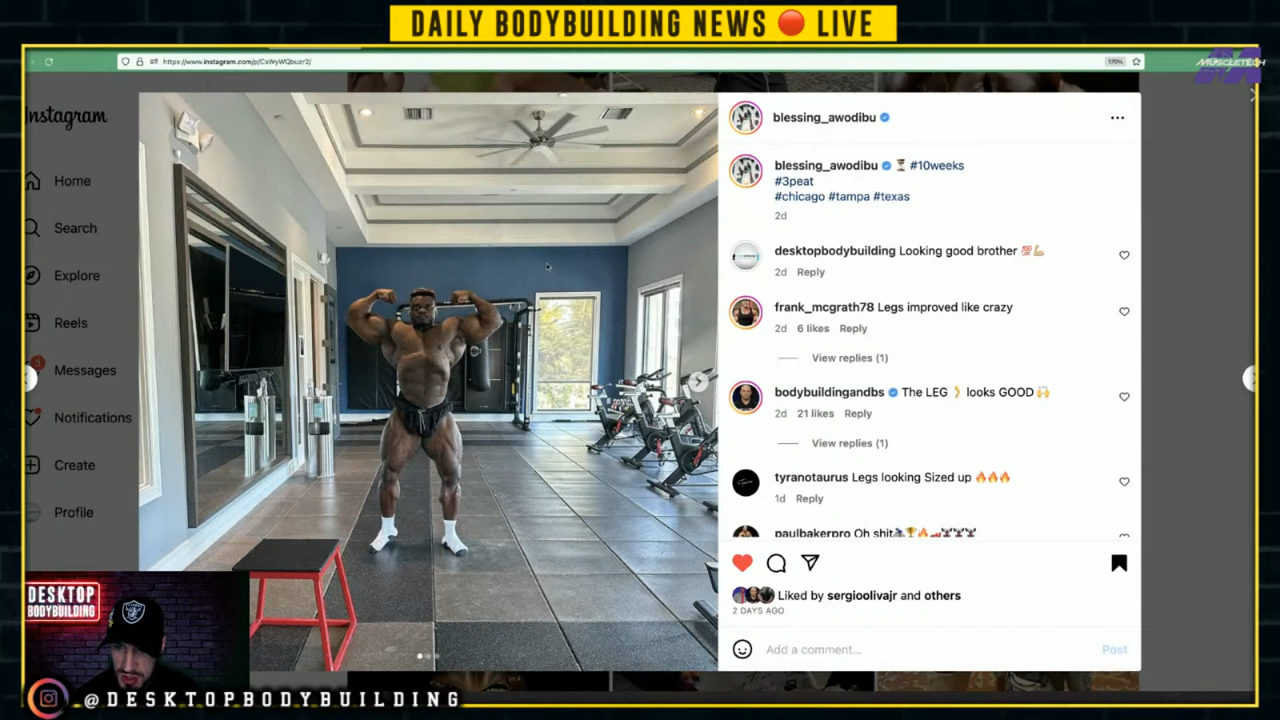 DAILY BODYBUILDING NEWS 🔴 LIVE
https://www.instagram.com/p/CsWyWQbuzr2/
170%
MUSCLETECH
Instagram
Home
Search
Explore
Reels
Messages
Notifications
Create
Profile
blessing_awodibu
blessing_awodibu ⏳ #10weeks
#3peat
#chicago #tampa #texas
2d
desktopbodybuilding Looking good brother 💯💪🏼
2d Reply
frank_mcgrath78 Legs improved like crazy
2d 6 likes Reply
View replies (1)
bodybuildingandbs The LEG 🦵 looks GOOD 🙌
2d 21 likes Reply
View replies (1)
tyranotaurus Legs looking Sized up 🔥🔥🔥
1d Reply
paulbakerpro Oh shit
Liked by sergioolivajr and others
2 DAYS AGO
Add a comment...
Post
DESKTOP
BODYBUILDING
RAIDERS
@DESKTOPBODYBUILDING